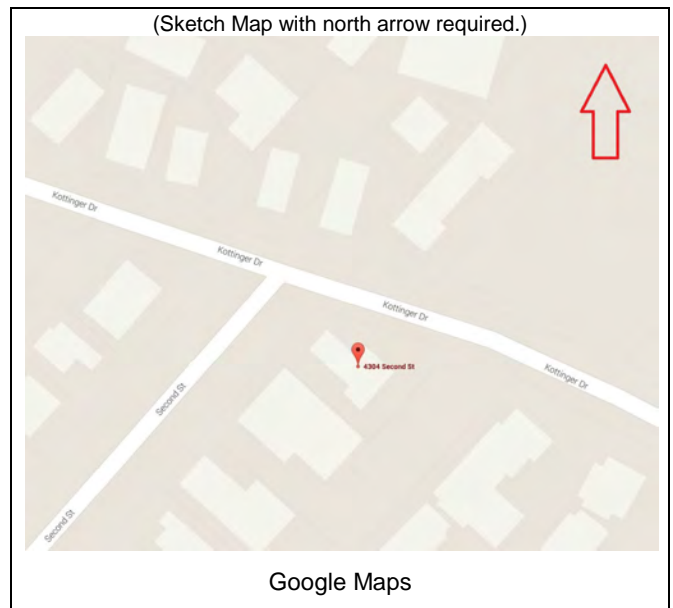 (Sketch Map with north arrow required.)
Kottinger Dr
Kottinger Dr
Kottinger Dr
Kottinger Dr
4304 Second St
Second St
Second St
Google Maps